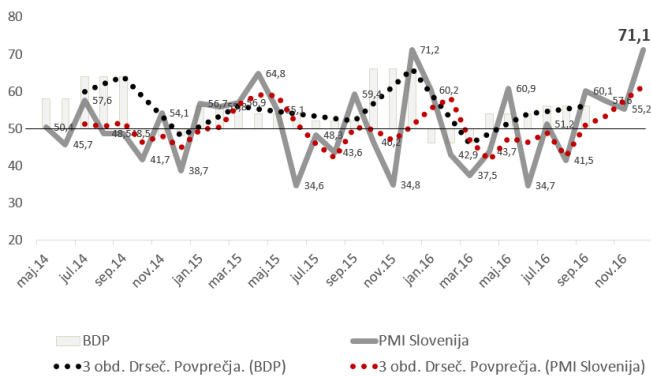 80
70
60
50
40
30
20
50,4
45,7
57,6
48,5
48,5
41,7
54,1
38,7
56,7
56,9
64,8
55,1
34,6
48,3
43,6
59,4
46,2
34,8
71,2
60,2
42,9
37,5
43,7
60,9
34,7
51,2
41,5
60,1
57,6
55,2
71,1
maj.14
jul.14
sep.14
nov.14
jan.15
mar.15
maj.15
jul.15
sep.15
nov.15
jan.16
mar.16
maj.16
jul.16
sep.16
nov.16
BDP
PMI Slovenija
3 obd. Drseč. Povprečja. (BDP)
3 obd. Drseč. Povprečja. (PMI Slovenija)